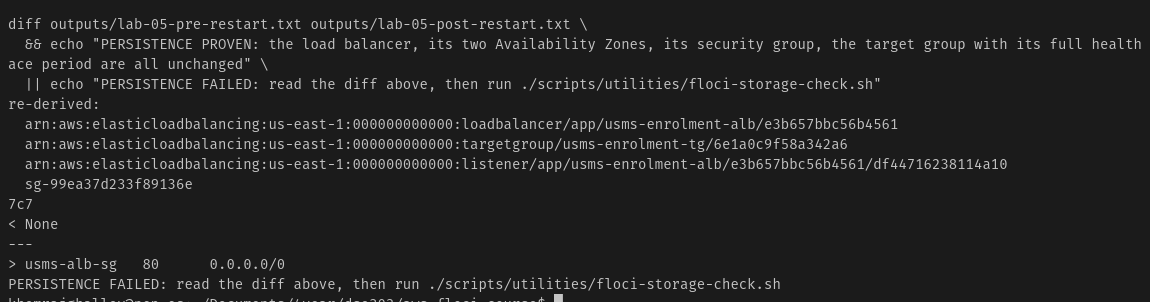 diff outputs/lab-05-pre-restart.txt outputs/lab-05-post-restart.txt \
  && echo "PERSISTENCE PROVEN: the load balancer, its two Availability Zones, its security group, the target group with its full health
ace period are all unchanged" \
  || echo "PERSISTENCE FAILED: read the diff above, then run ./scripts/utilities/floci-storage-check.sh"
re-derived:
  arn:aws:elasticloadbalancing:us-east-1:000000000000:loadbalancer/app/usms-enrolment-alb/e3b657bbc56b4561
  arn:aws:elasticloadbalancing:us-east-1:000000000000:targetgroup/usms-enrolment-tg/6e1a0c9f58a342a6
  arn:aws:elasticloadbalancing:us-east-1:000000000000:listener/app/usms-enrolment-alb/e3b657bbc56b4561/df44716238114a10
  sg-99ea37d233f89136e
7c7
< None
---
> usms-alb-sg   80      0.0.0.0/0
PERSISTENCE FAILED: read the diff above, then run ./scripts/utilities/floci-storage-check.sh